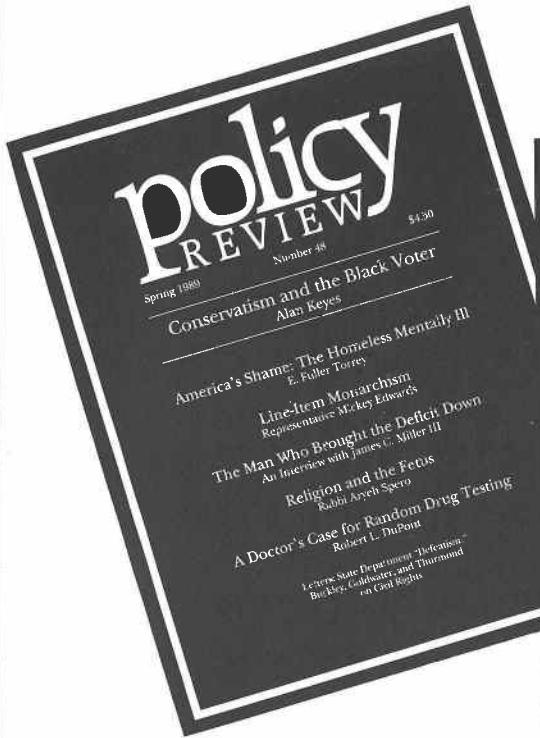 policy
REVIEW
Spring 1989
Number 48
$4.50
Conservatism and the Black Voter
Alan Keyes
America's Shame: The Homeless Mentally Ill
E. Fuller Torrey
Line-Item Monarchism
Representative Mickey Edwards
The Man Who Brought the Deficit Down
An Interview with James C. Miller III
Religion and the Fetus
Rabbi Aryeh Spero
A Doctor's Case for Random Drug Testing
Robert L. DuPont
Letters: State Department "Defeatism,"
Buckley, Goldwater, and Thurmond
on Civil Rights